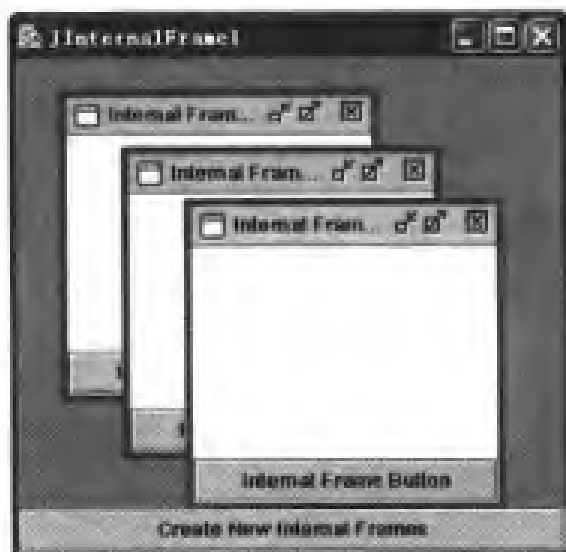 JInternalFrame1
Internal Fram...
Internal Fram...
Internal Fram...
Internal Frame Button
Create New Internal Frames